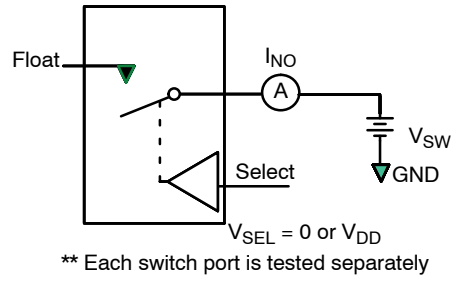 Float
I_NO
A
V_SW
GND
Select
V_SEL = 0 or V_DD
** Each switch port is tested separately